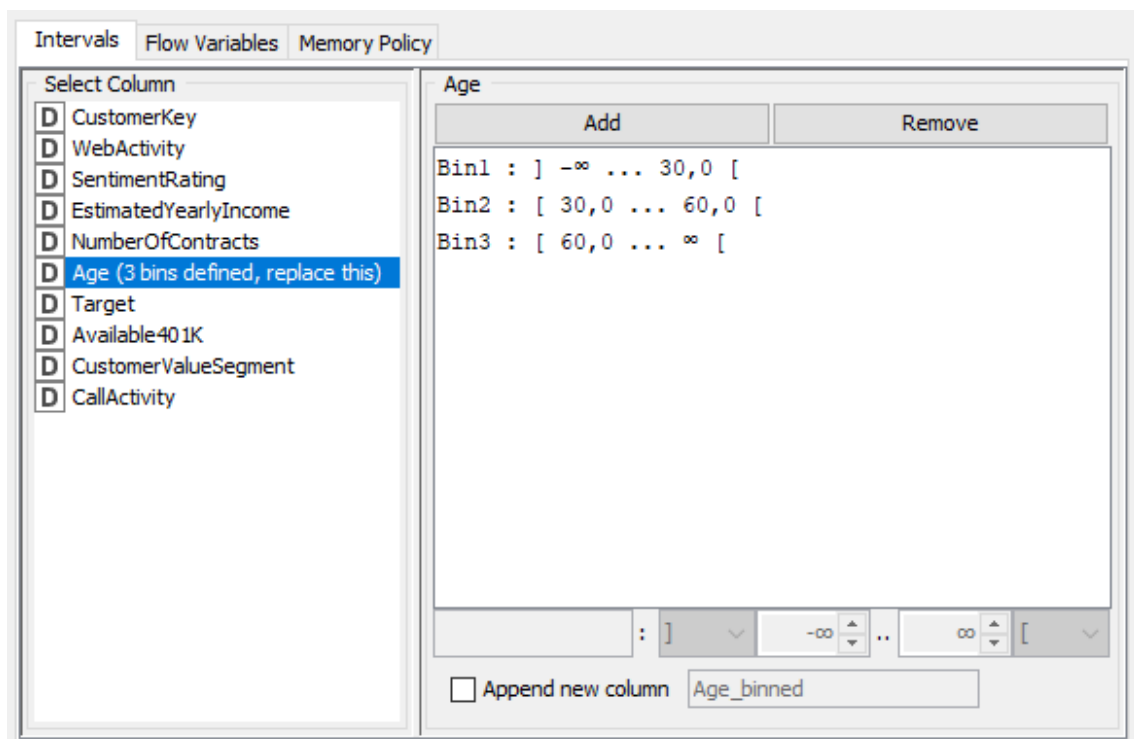 Intervals Flow Variables Memory Policy
Select Column
D CustomerKey
D WebActivity
D SentimentRating
D EstimatedYearlyIncome
D NumberOfContracts
D Age (3 bins defined, replace this)
D Target
D Available401K
D CustomerValueSegment
D CallActivity
Age
Add Remove
Bin1 : ] -∞ ... 30,0 [
Bin2 : [ 30,0 ... 60,0 [
Bin3 : [ 60,0 ... ∞ [
: ] -∞ .. ∞ [
Append new column Age_binned